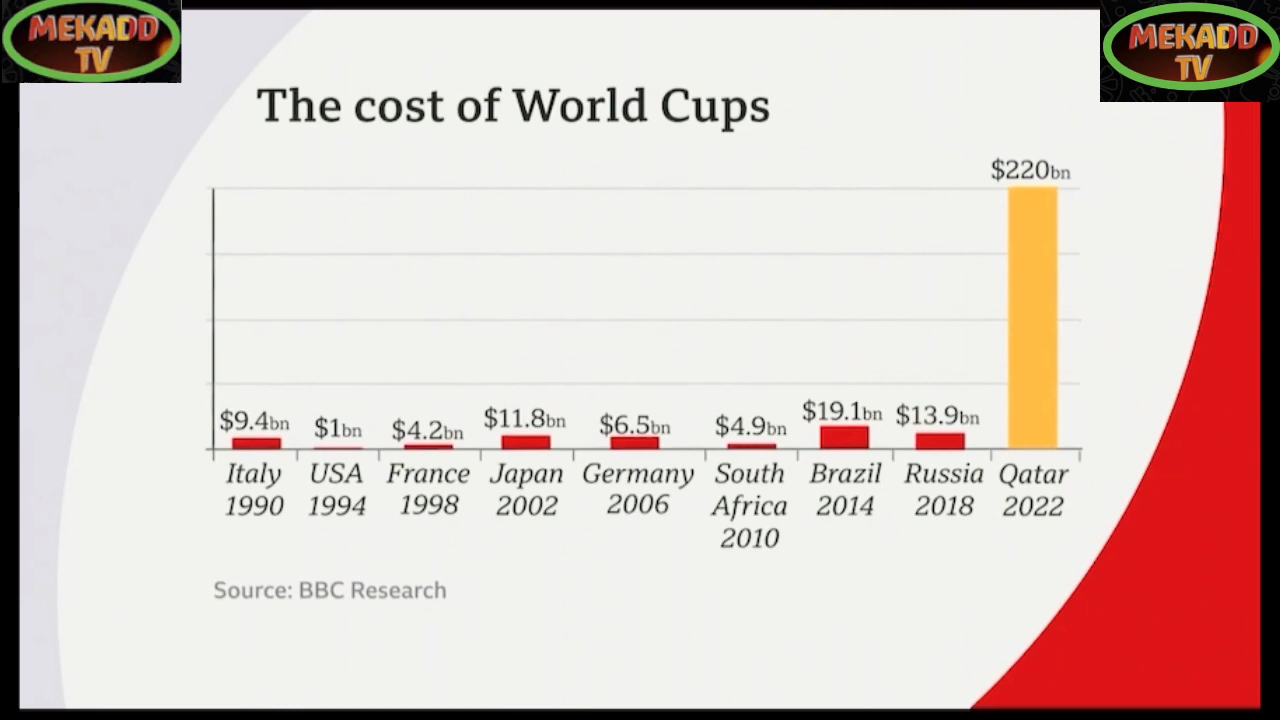 MEKADD
TV
MEKADD
TV
The cost of World Cups
$220bn
$9.4bn
$1bn
$4.2bn
$11.8bn
$6.5bn
$4.9bn
$19.1bn
$13.9bn
Italy
1990
USA
1994
France
1998
Japan
2002
Germany
2006
South
Africa
2010
Brazil
2014
Russia
2018
Qatar
2022
Source: BBC Research